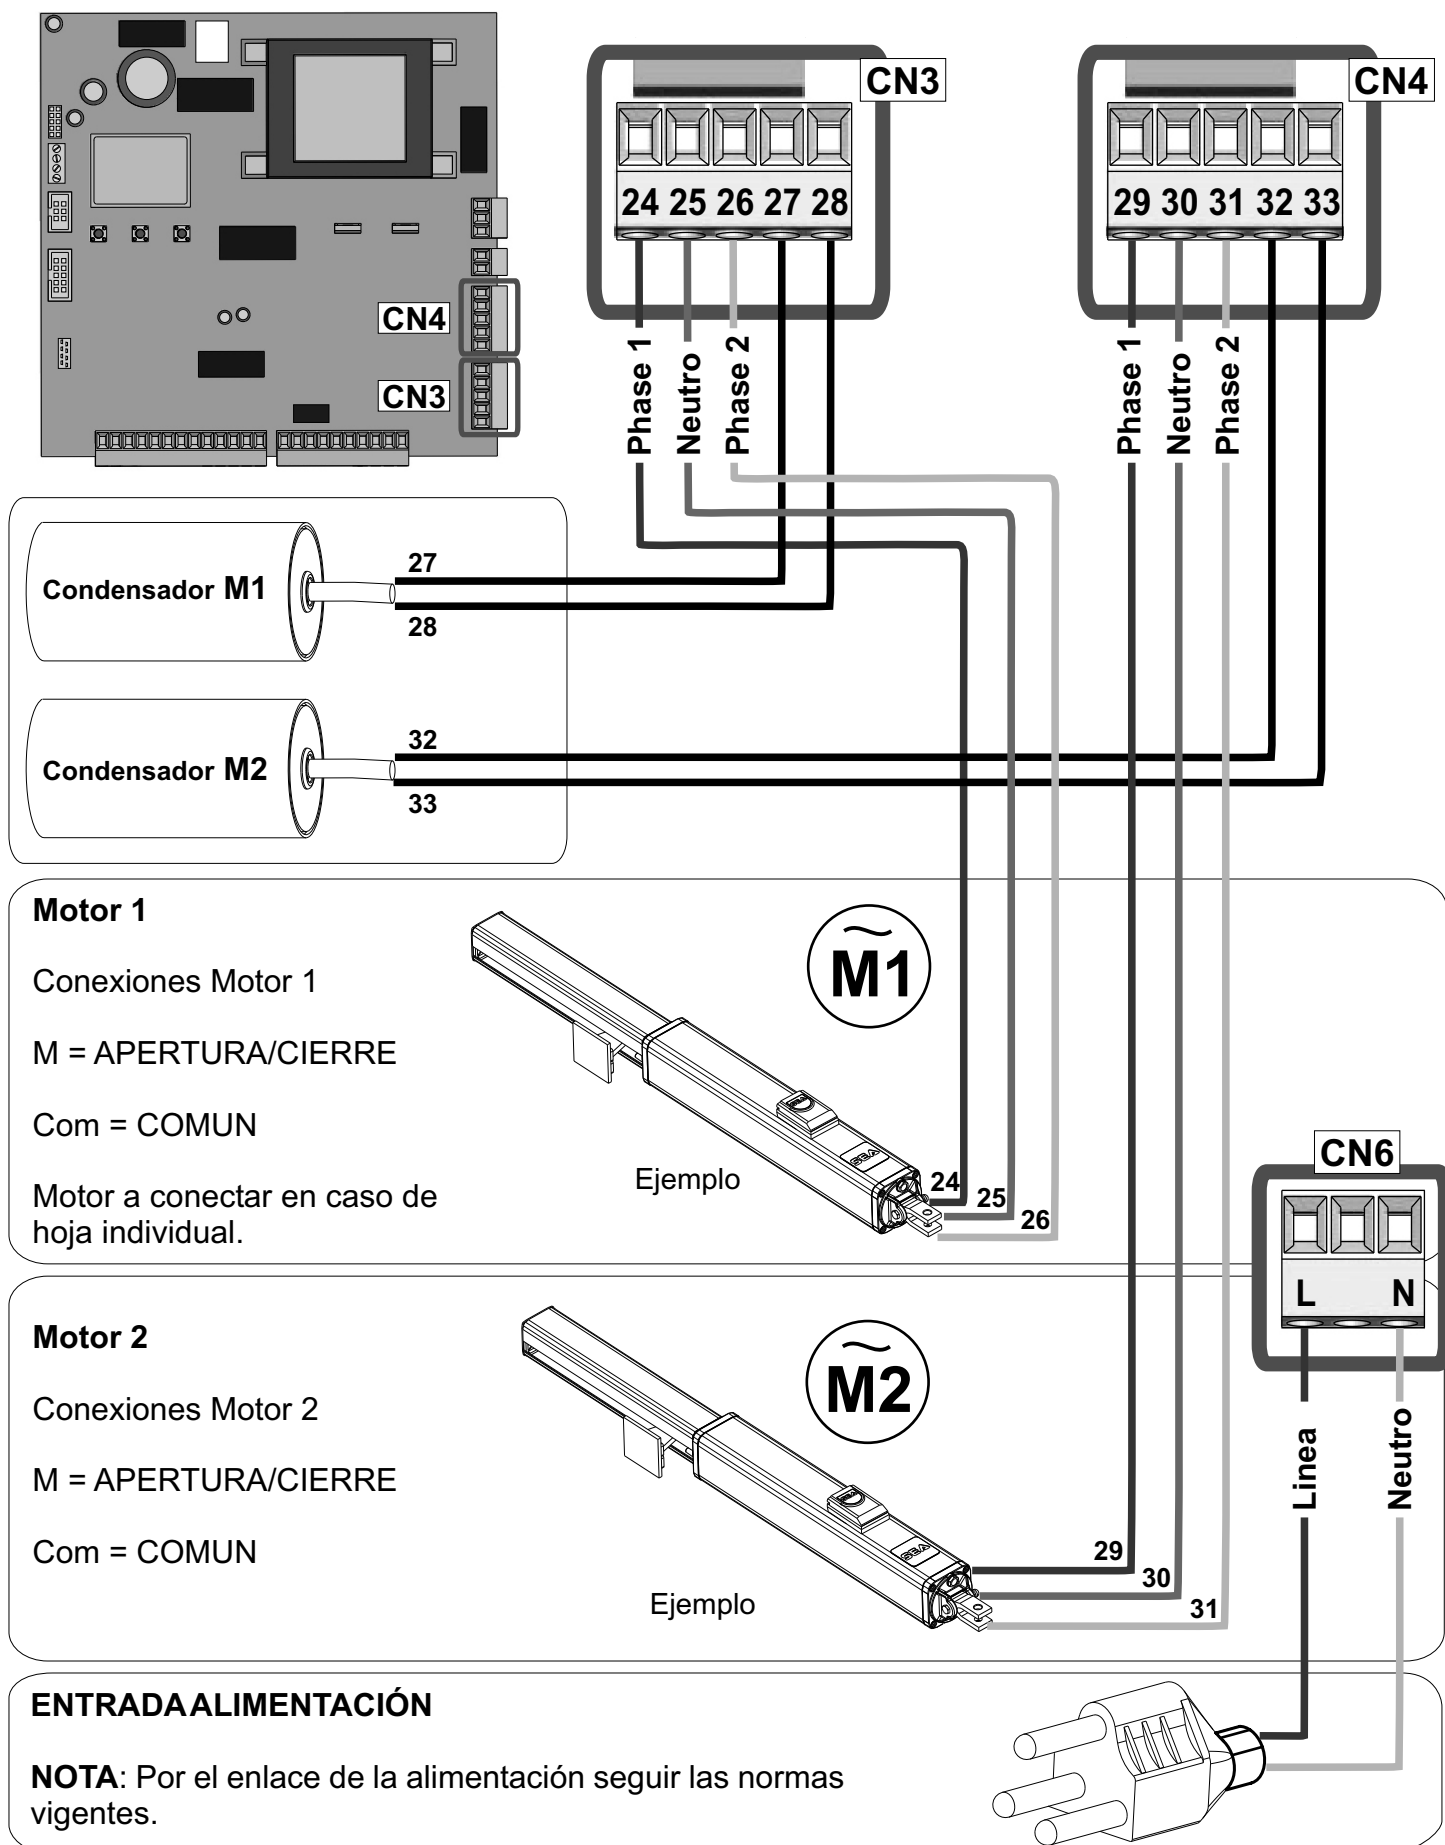 CN4
CN3
CN3
24 25 26 27 28
Phase 1
Neutro
Phase 2
CN4
29 30 31 32 33
Phase 1
Neutro
Phase 2
Condensador M1
27
28
Condensador M2
32
33
Motor 1
Conexiones Motor 1
M = APERTURA/CIERRE
Com = COMUN
Motor a conectar en caso de
hoja individual.
M1
SEA
Ejemplo
24
25
26
CN6
L N
Linea
Neutro
Motor 2
Conexiones Motor 2
M = APERTURA/CIERRE
Com = COMUN
M2
SEA
Ejemplo
29
30
31
ENTRADA ALIMENTACIÓN
NOTA: Por el enlace de la alimentación seguir las normas
vigentes.